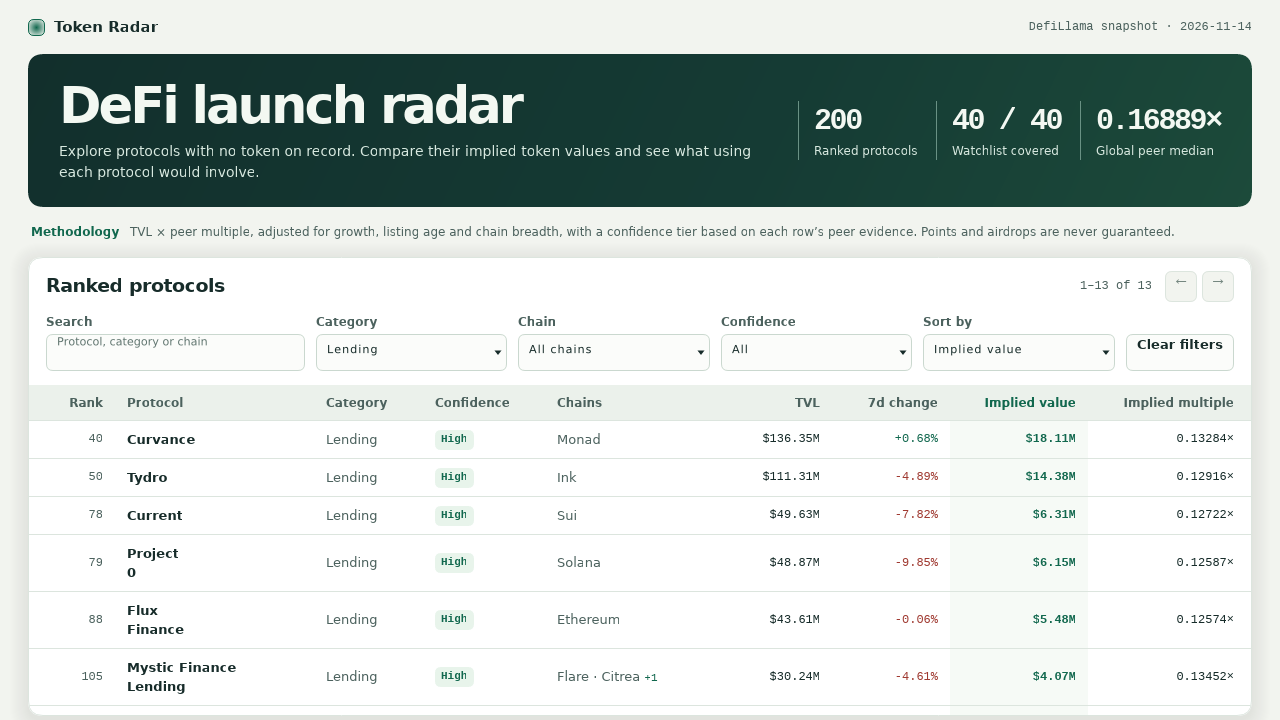 Token Radar
DefiLlama snapshot · 2026-11-14
DeFi launch radar
Explore protocols with no token on record. Compare their implied token values and see what using
each protocol would involve.
200
Ranked protocols
40 / 40
Watchlist covered
0.16889×
Global peer median
Methodology TVL × peer multiple, adjusted for growth, listing age and chain breadth, with a confidence tier based on each row’s peer evidence. Points and airdrops are never guaranteed.
Ranked protocols
1–13 of 13 ← →
Search Category Chain Confidence Sort by
Protocol, category or chain Lending All chains All Implied value Clear filters
Rank Protocol Category Confidence Chains TVL 7d change Implied value Implied multiple
40 Curvance Lending High Monad $136.35M +0.68% $18.11M 0.13284×
50 Tydro Lending High Ink $111.31M -4.89% $14.38M 0.12916×
78 Current Lending High Sui $49.63M -7.82% $6.31M 0.12722×
79 Project
0 Lending High Solana $48.87M -9.85% $6.15M 0.12587×
88 Flux
Finance Lending High Ethereum $43.61M -0.06% $5.48M 0.12574×
105 Mystic Finance
Lending Lending High Flare · Citrea +1 $30.24M -4.61% $4.07M 0.13452×